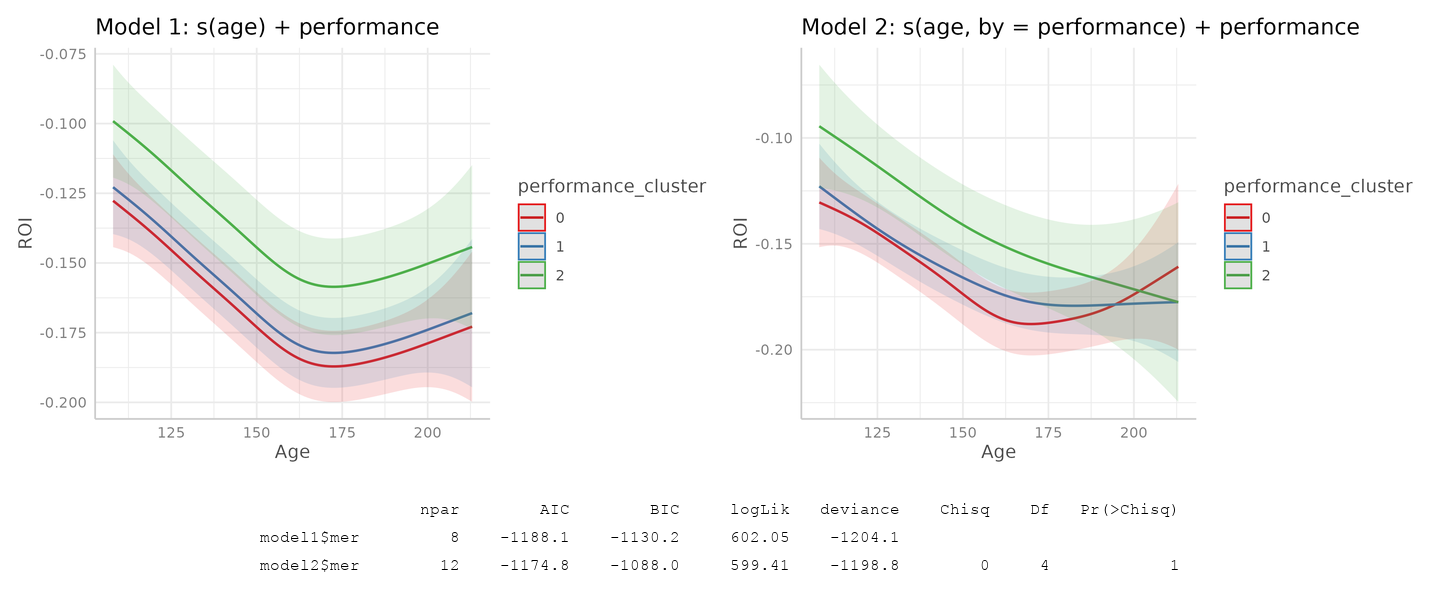 Model 1: s(age) + performance
-0.075
-0.100
-0.125
-0.150
-0.175
-0.200
ROI
125 150 175 200
Age
performance_cluster
0
1
2
Model 2: s(age, by = performance) + performance
-0.10
-0.15
-0.20
ROI
125 150 175 200
Age
performance_cluster
0
1
2
npar AIC BIC logLik deviance Chisq Df Pr(>Chisq)
model1$mer 8 -1188.1 -1130.2 602.05 -1204.1
model2$mer 12 -1174.8 -1088.0 599.41 -1198.8 0 4 1